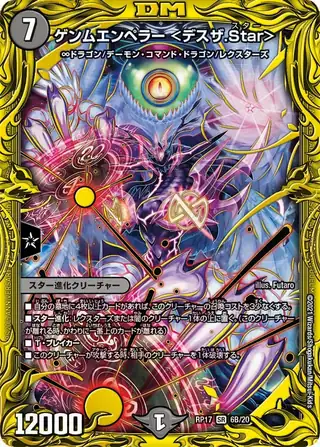 DM
7
スター
ゲンムエンペラー <デスザ.Star>
∞ドラゴン/デーモン・コマンド・ドラゴン/レクスターズ
illus. Futaro
スター進化クリーチャー
■自分の墓地に4枚以上カードがあれば、このクリーチャーの召喚コストを3少なくする。
■スター進化:レクスターズまたは闇のクリーチャー1体の上に置く。(このクリーチャー
が離れる時、かわりに一番上のカードだけが離れる)
■T・ブレイカー
■このクリーチャーが攻撃する時、相手のクリーチャーを1体破壊する。
12000
RP17 SR 6B/20